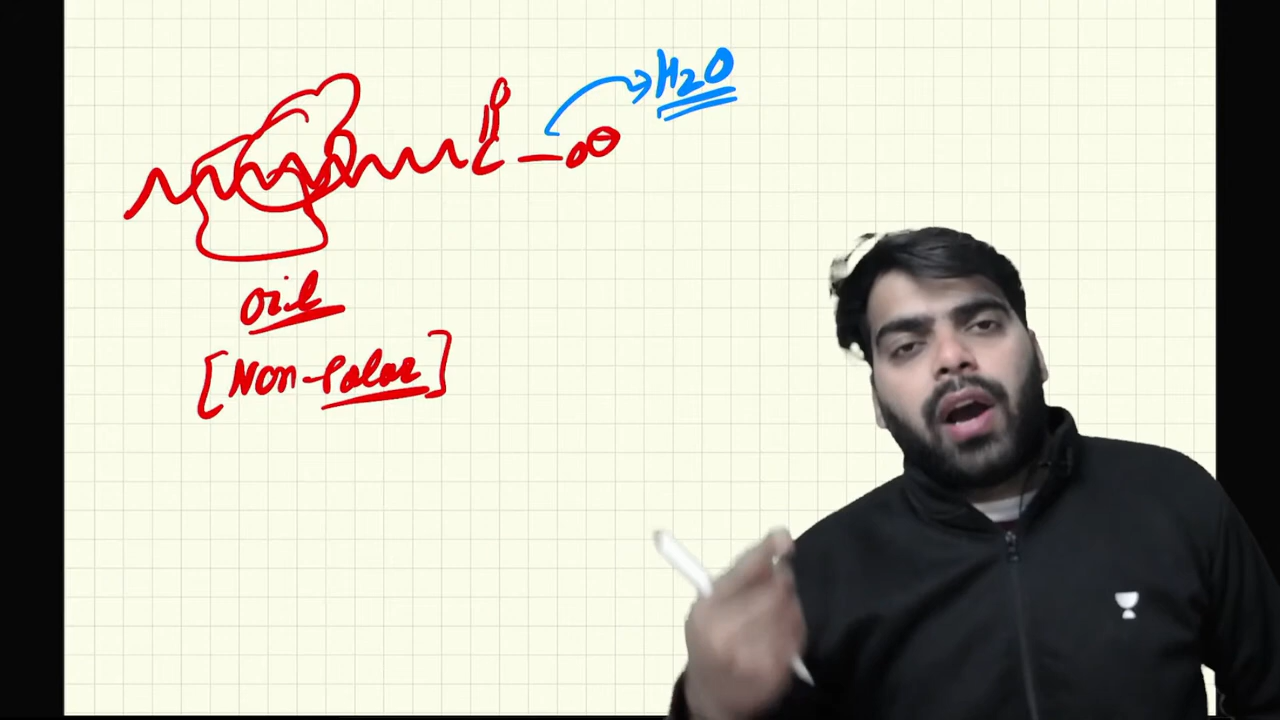 O
C – O⊖
H2O
Oil
[Non-Polar]